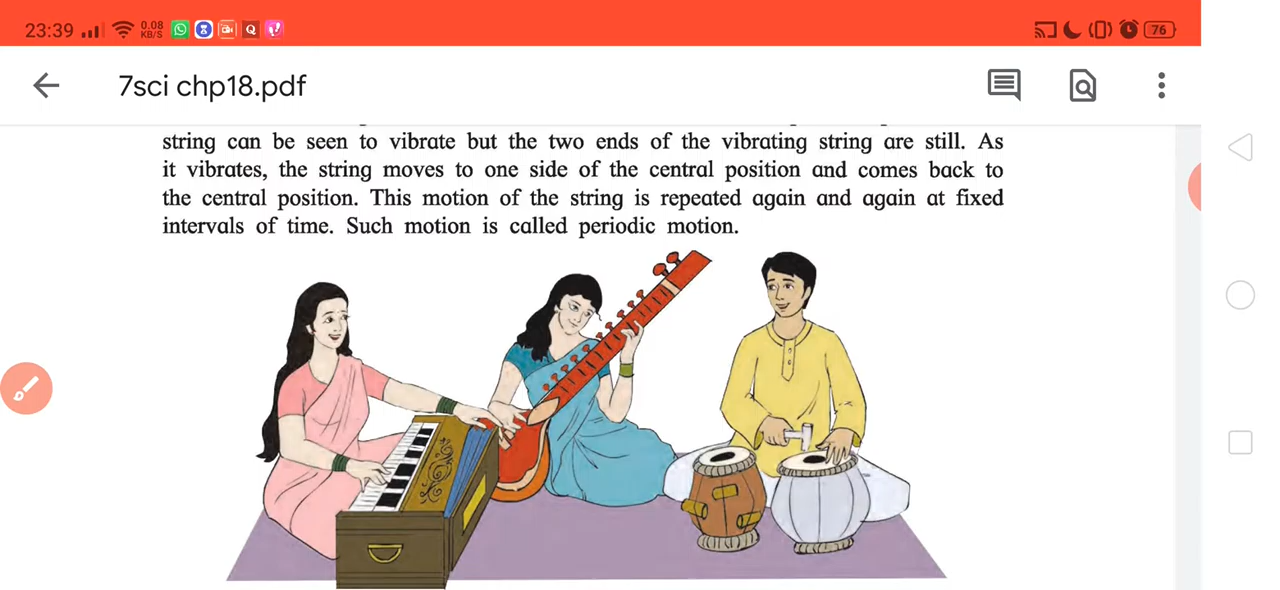 23:39
0.08
KB/S
Q
76
7sci chp18.pdf
string can be seen to vibrate but the two ends of the vibrating string are still. As
it vibrates, the string moves to one side of the central position and comes back to
the central position. This motion of the string is repeated again and again at fixed
intervals of time. Such motion is called periodic motion.